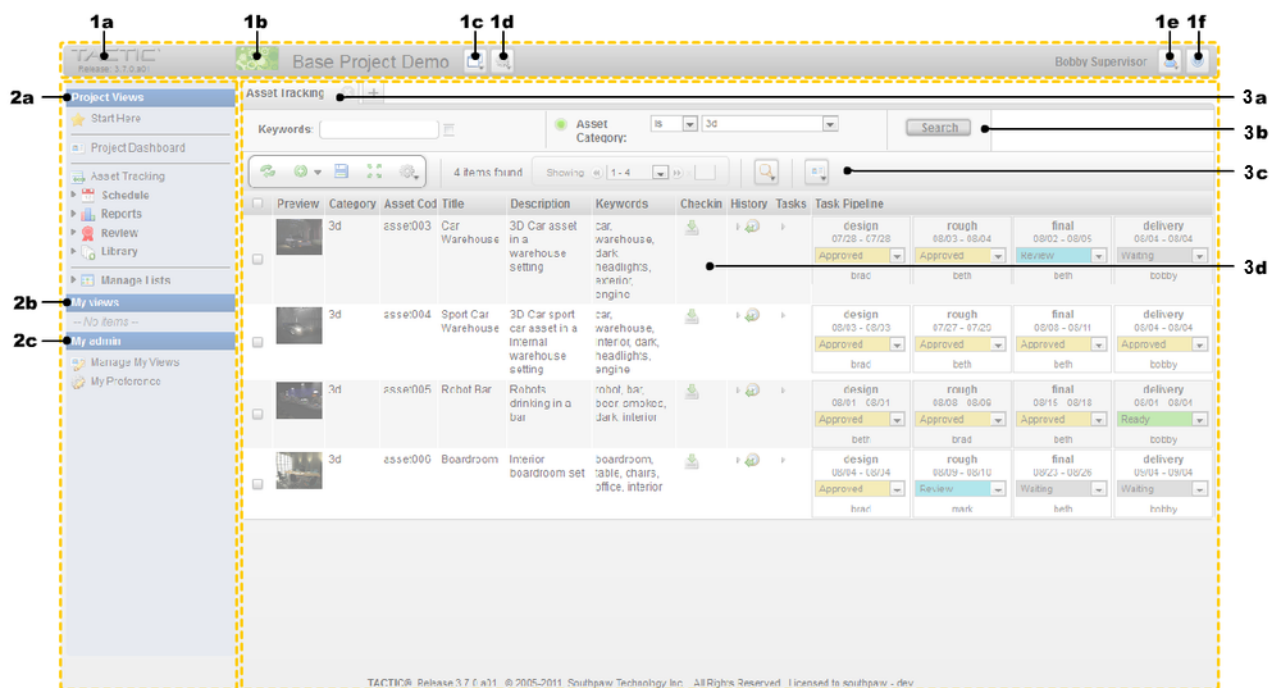 1a 1b 1c 1d 1e 1f
TACTIC
Release: 3.7.0.a01
Base Project Demo
Bobby Supervisor
2a
Project Views
Start Here
Project Dashboard
Asset Tracking
Schedule
Reports
Review
Library
Manage Lists
2b
My views
-- No items --
2c
My admin
Manage My Views
My Preference
Asset Tracking
3a
Keywords:
Asset Category:
is
3d
Search
3b
4 items found
Showing
1 - 4
3c
Preview Category Asset Cod Title Description Keywords Checkin History Tasks Task Pipeline
3d asset003 Car Warehouse
3D Car asset in a warehouse setting
car, warehouse, dark headlights, exterior, engine
design rough final delivery
07/28 - 07/28 08/03 - 08/04 08/02 - 08/05 08/04 - 08/04
Approved Approved Review Waiting
brad beth beth bobby
3d
3d asset004 Sport Car Warehouse
3D Car sport car asset in a Internal warehouse setting
car, warehouse, interior, dark, headlights, engine
design rough final delivery
08/03 - 08/03 07/27 - 07/29 08/08 - 08/11 08/04 - 08/04
Approved Approved Approved Approved
brad beth beth bobby
3d asset005 Robot Bar
Robots drinking in a bar
robot, bar, beer, smokes, dark, interior
design rough final delivery
08/01 - 08/01 08/08 - 08/09 08/15 - 08/18 08/01 - 08/01
Approved Approved Approved Ready
beth brad beth bobby
3d Boardroom
Interior boardroom set
boardroom, table, chairs, office, interior
design rough final delivery
08/04 - 08/04 08/09 - 08/10 08/23 - 08/26 09/04 - 09/04
Approved Review Waiting Waiting
brad mark beth bobby
TACTIC® Release 3.7.0.a01 © 2005-2011, Southpaw Technology Inc. All Rights Reserved. Licensed to southpaw - dev